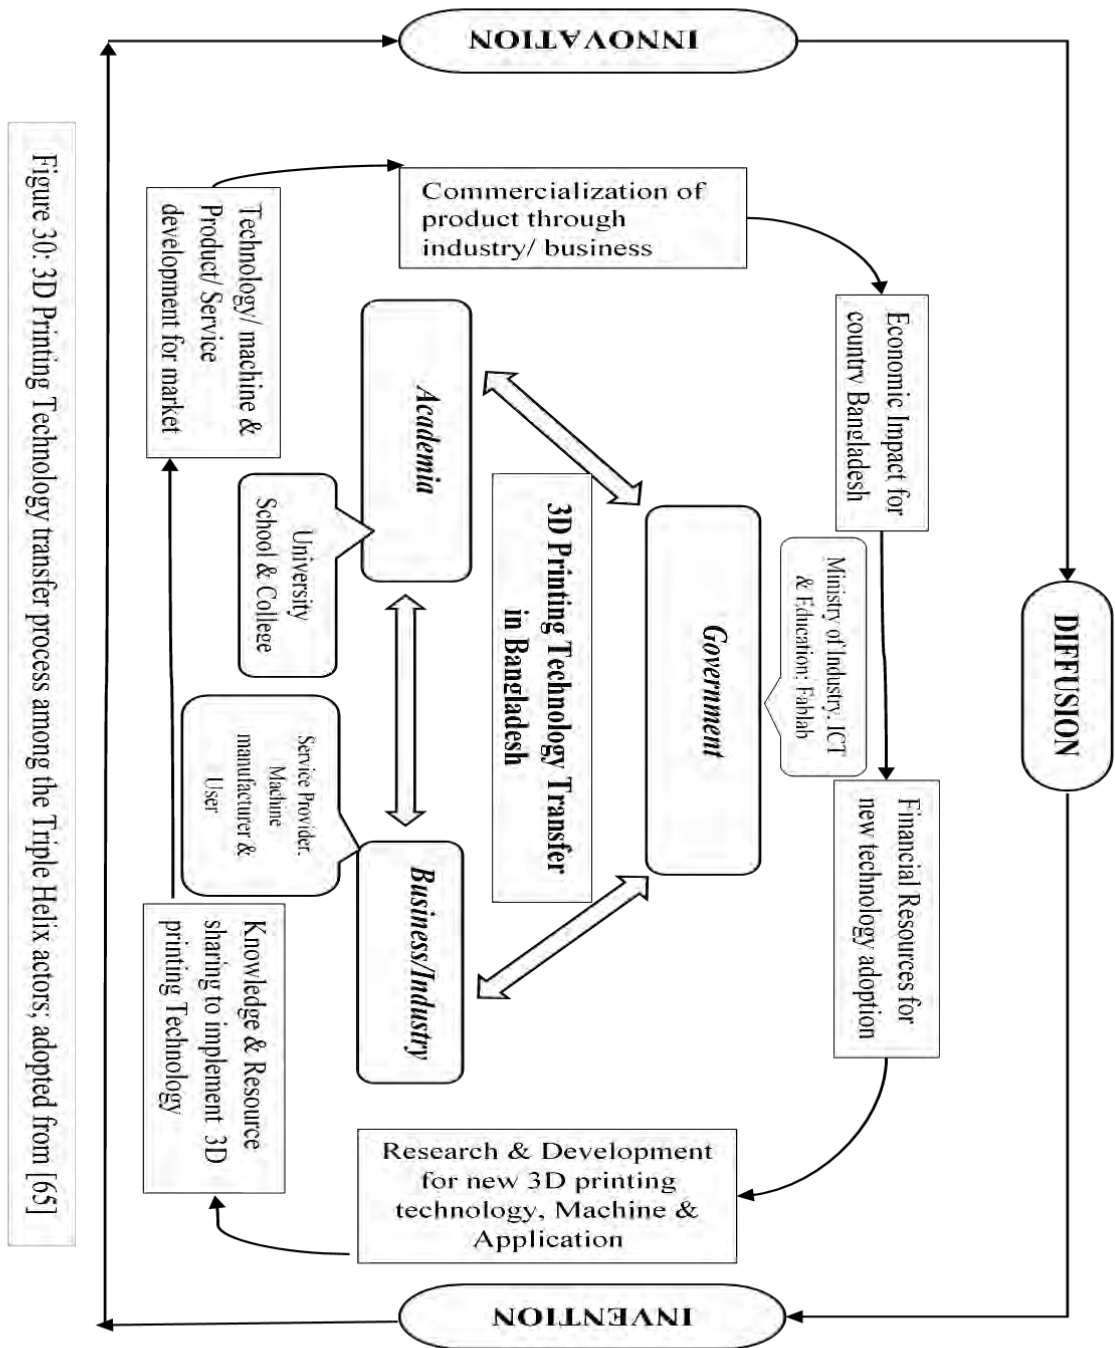 INNOVATION
DIFFUSION
INVENTION
Commercialization of
product through
industry/ business
Economic Impact for
country Bangladesh
Financial Resources for
new technology adoption
Research & Development
for new 3D printing
technology, Machine &
Application
Knowledge & Resource
sharing to implement 3D
printing Technology
Technology/ machine &
Product/ Service
development for market
Government
Ministry of Industry, ICT
& Education; Fablab
3D Printing Technology Transfer
in Bangladesh
Academia
University
School & College
Business/Industry
Service Provider,
Machine
manufacturer &
User
Figure 30: 3D Printing Technology transfer process among the Triple Helix actors; adopted from [65]